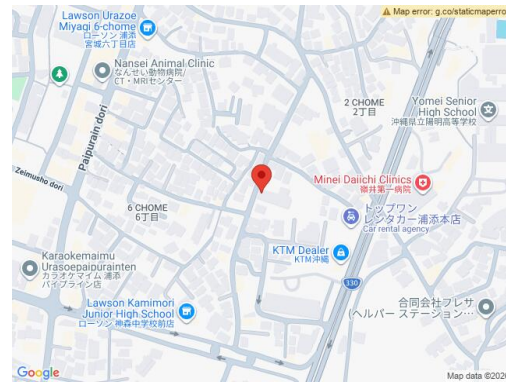 Map error: g.co/staticmaperro
Lawson Urazoe
Miyagi 6-chome
ローソン 浦添
宮城六丁目店
Nansei Animal Clinic
なんせい動物病院/
CT・MRIセンター
Paipurain dori
2 CHOME
2丁目
Yomei Senior
High School
沖縄県立陽明高等学校
Minei Daiichi Clinics
嶺井第一病院
Zeimusho dori
6 CHOME
6丁目
トップワン
レンタカー浦添本店
Car rental agency
KTM Dealer
KTM沖縄
Karaokemaimu
Urasoepaipurainten
カラオケマイム 浦添
パイプライン店
330
Lawson Kamimori
Junior High School
ローソン 神森中学校前店
合同会社フレサ
(ヘルパー ステーション…
Google
Map data ©2026